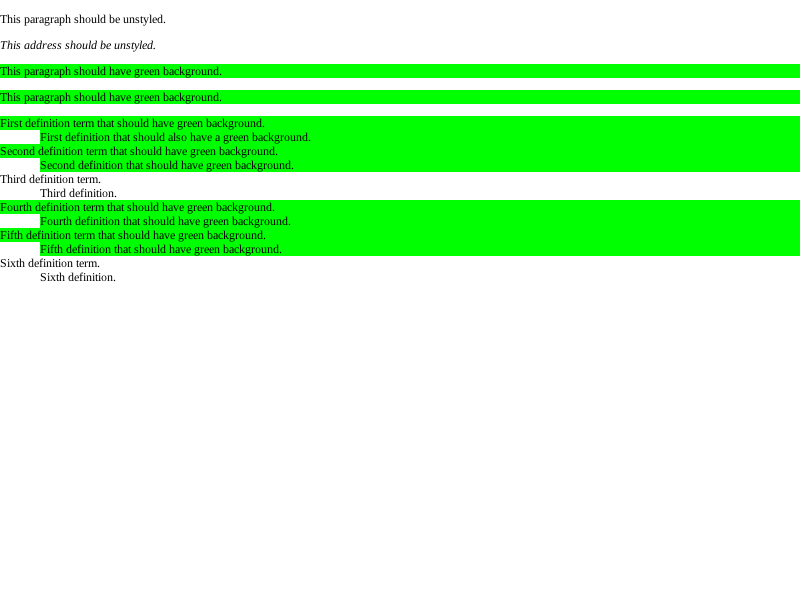 This paragraph should be unstyled.
This address should be unstyled.
This paragraph should have green background.
This paragraph should have green background.
First definition term that should have green background.
First definition that should also have a green background.
Second definition term that should have green background.
Second definition that should have green background.
Third definition term.
Third definition.
Fourth definition term that should have green background.
Fourth definition that should have green background.
Fifth definition term that should have green background.
Fifth definition that should have green background.
Sixth definition term.
Sixth definition.